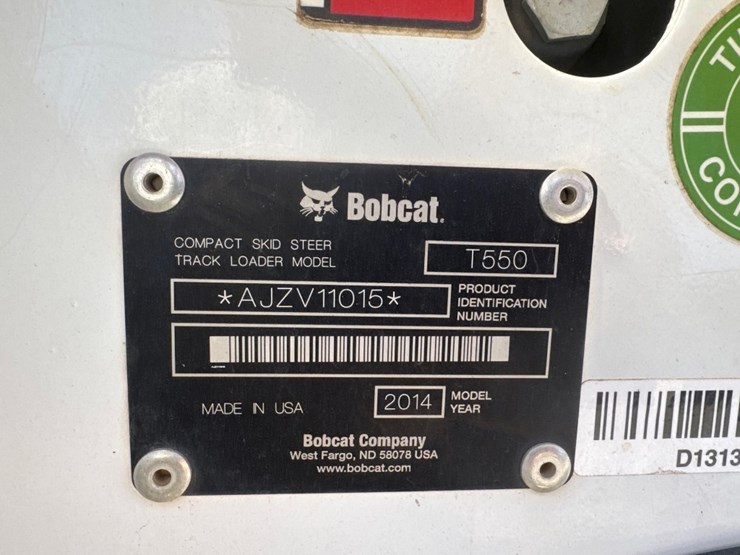 Bobcat.
COMPACT SKID STEER
TRACK LOADER MODEL
T550
*AJZV11015*
PRODUCT
IDENTIFICATION
NUMBER
MADE IN USA
2014
MODEL
YEAR
Bobcat Company
West Fargo, ND 58078 USA
www.bobcat.com
D1313